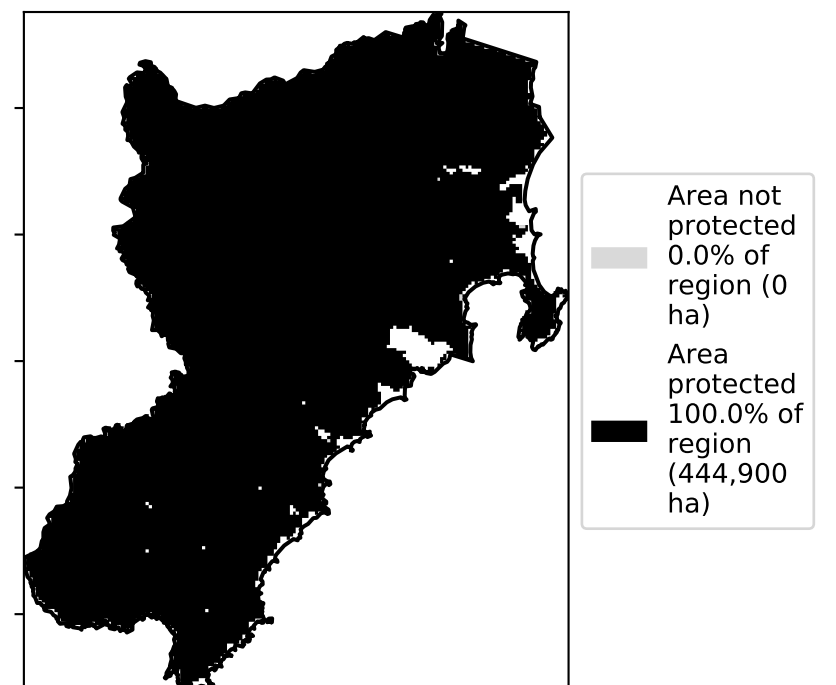 Area not
protected
0.0% of
region (0
ha)
Area
protected
100.0% of
region
(444,900
ha)